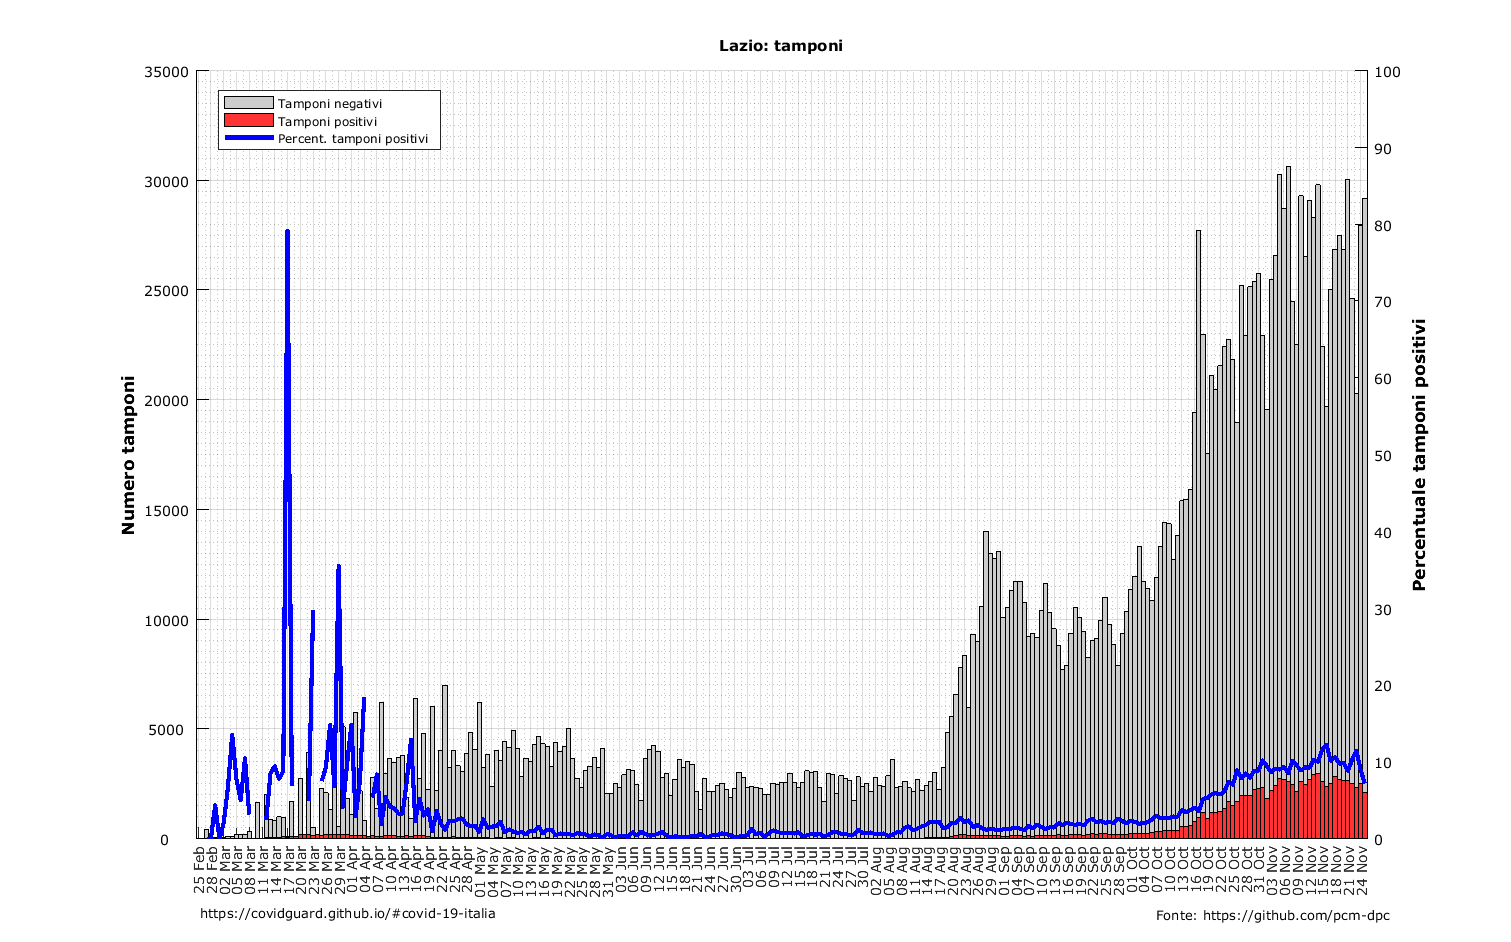 Lazio: tamponi
35000
30000
25000
20000
15000
10000
5000
0
Numero tamponi
Tamponi negativi
Tamponi positivi
Percent. tamponi positivi
100
90
80
70
60
50
40
30
20
10
0
Percentuale tamponi positivi
25 Feb
28 Feb
02 Mar
05 Mar
08 Mar
11 Mar
14 Mar
17 Mar
20 Mar
23 Mar
26 Mar
29 Mar
01 Apr
04 Apr
07 Apr
10 Apr
13 Apr
16 Apr
19 Apr
22 Apr
25 Apr
28 Apr
01 May
04 May
07 May
10 May
13 May
16 May
19 May
22 May
25 May
28 May
31 May
03 Jun
06 Jun
09 Jun
12 Jun
15 Jun
18 Jun
21 Jun
24 Jun
27 Jun
30 Jun
03 Jul
06 Jul
09 Jul
12 Jul
15 Jul
18 Jul
21 Jul
24 Jul
27 Jul
30 Jul
02 Aug
05 Aug
08 Aug
11 Aug
14 Aug
17 Aug
20 Aug
23 Aug
26 Aug
29 Aug
01 Sep
04 Sep
07 Sep
10 Sep
13 Sep
16 Sep
19 Sep
22 Sep
25 Sep
28 Sep
01 Oct
04 Oct
07 Oct
10 Oct
13 Oct
16 Oct
19 Oct
22 Oct
25 Oct
28 Oct
31 Oct
03 Nov
06 Nov
09 Nov
12 Nov
15 Nov
18 Nov
21 Nov
24 Nov
https://covidguard.github.io/#covid-19-italia
Fonte: https://github.com/pcm-dpc